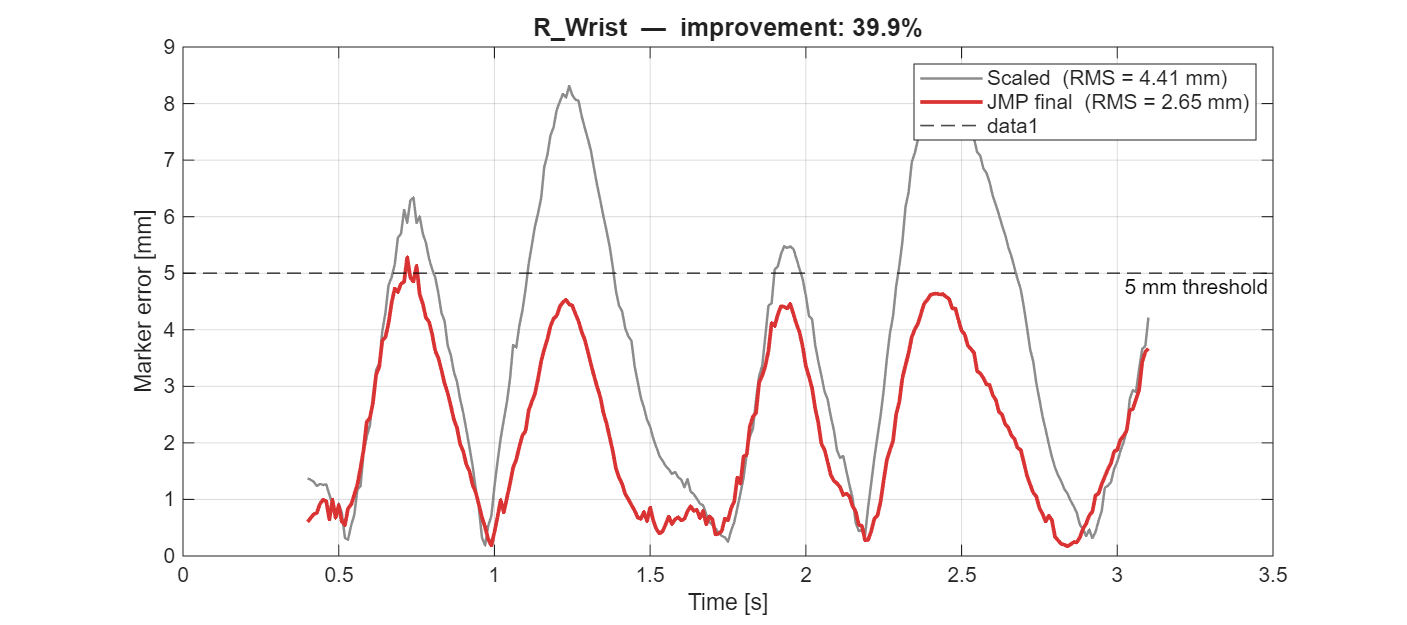 R_Wrist — improvement: 39.9%
9
8
7
6
5
4
3
2
1
0
Marker error [mm]
Scaled (RMS = 4.41 mm)
JMP final (RMS = 2.65 mm)
data1
5 mm threshold
0 0.5 1 1.5 2 2.5 3 3.5
Time [s]